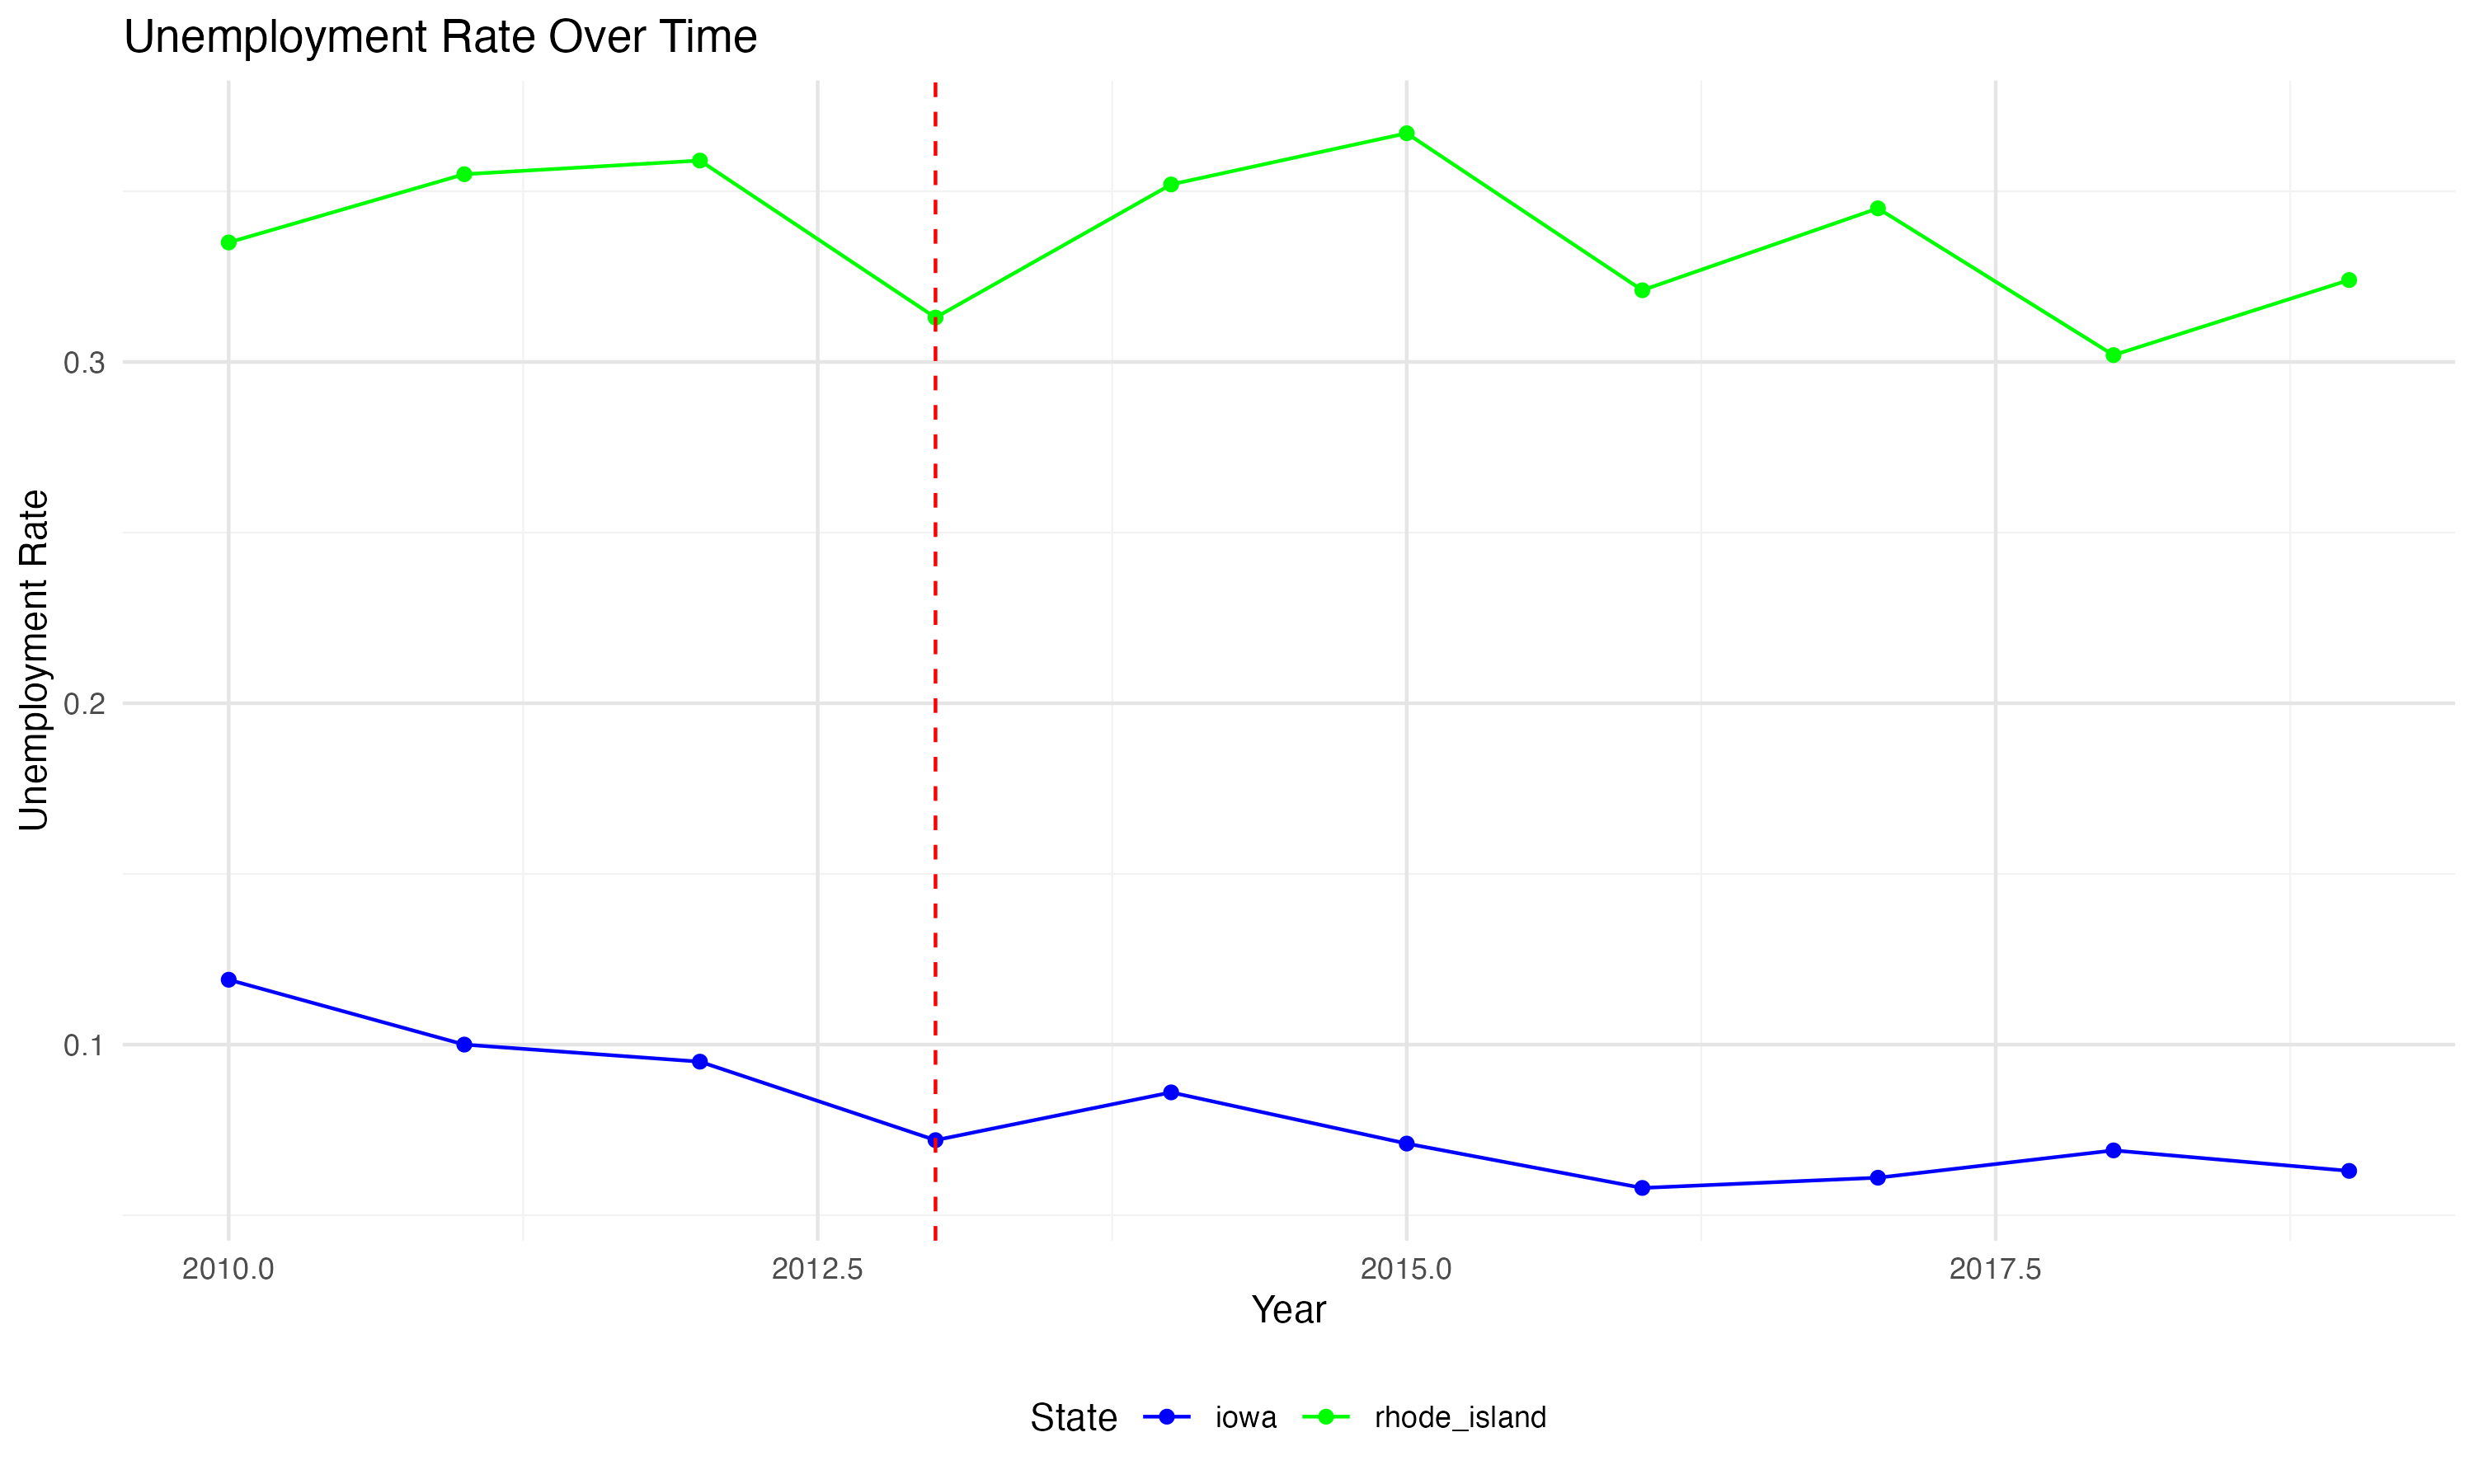 Unemployment Rate Over Time
Unemployment Rate
0.3
0.2
0.1
2010.0 2012.5 2015.0 2017.5
Year
State iowa rhode_island